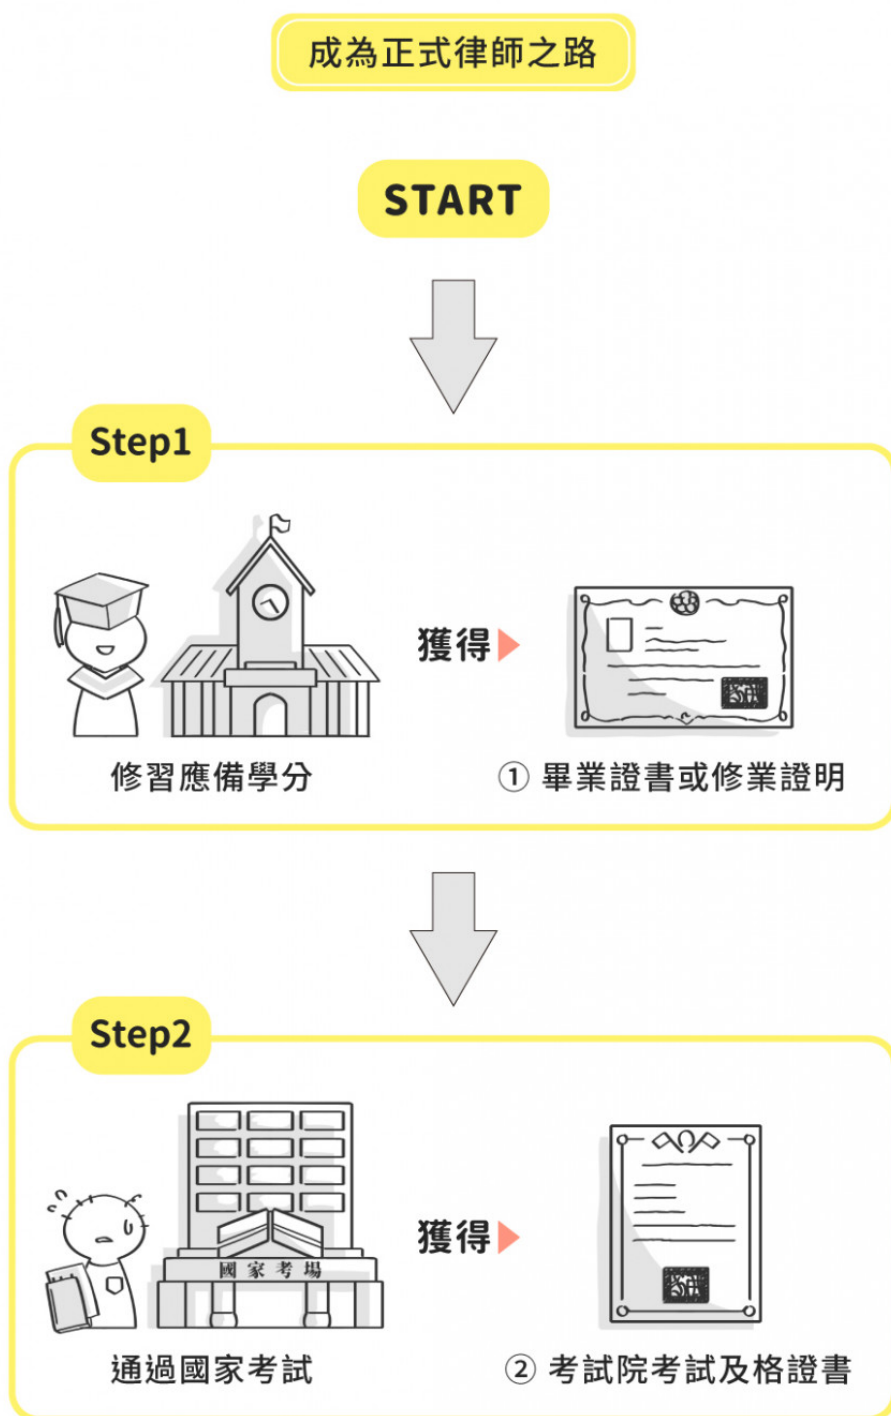 成為正式律師之路
START
Step1
獲得
修習應備學分
① 畢業證書或修業證明
Step2
國家考場
獲得
通過國家考試
② 考試院考試及格證書